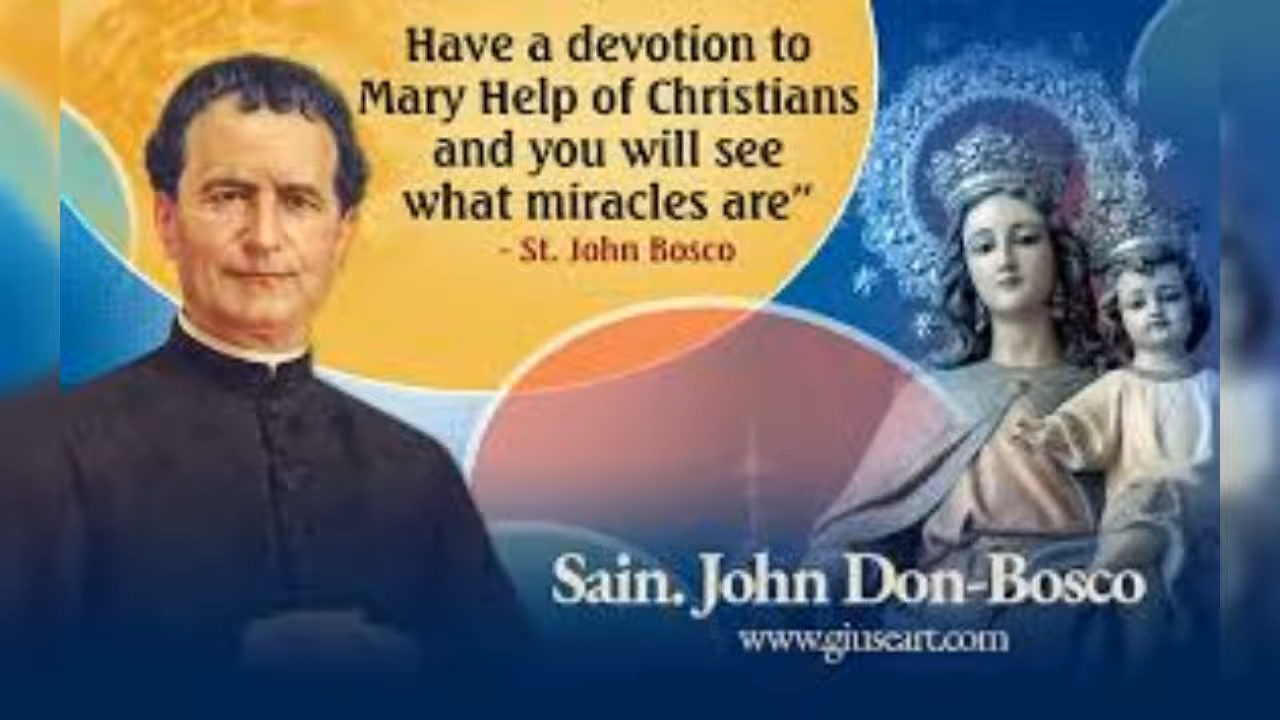 Have a devotion to
Mary Help of Christians
and you will see
what miracles are”
- St. John Bosco
Sain. John Don-Bosco
www.giuseart.com